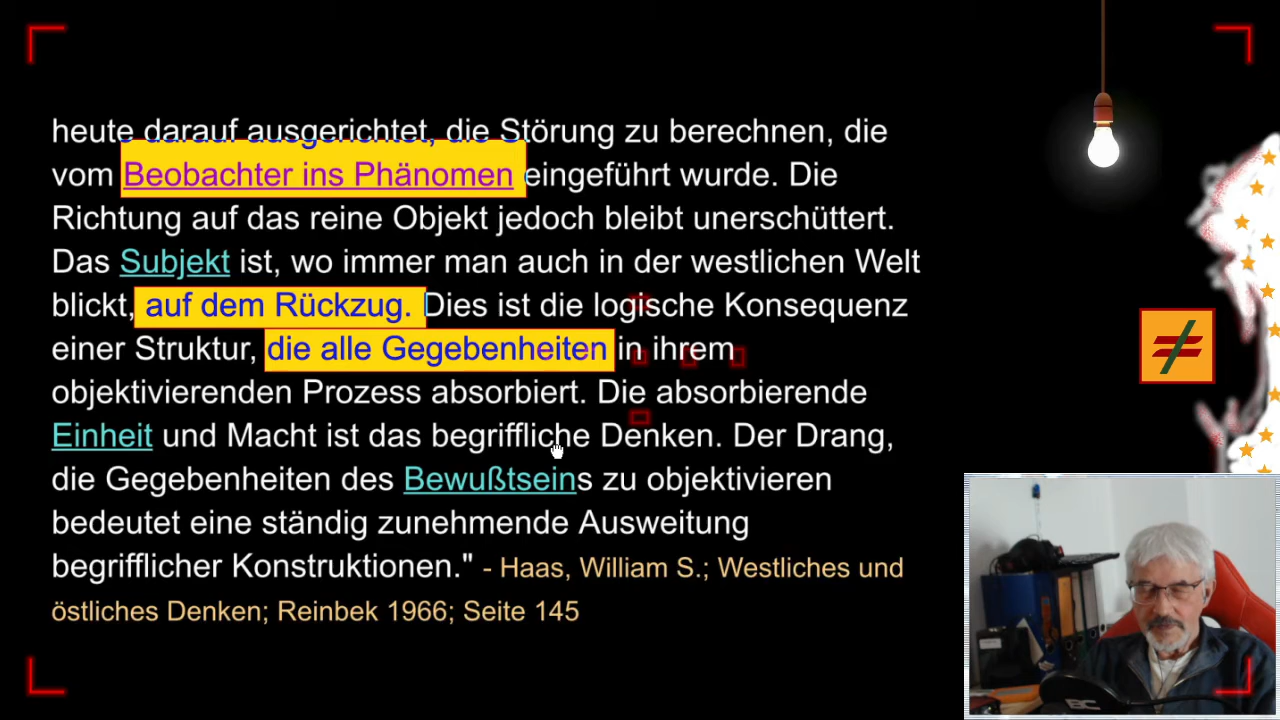 heute darauf ausgerichtet, die Störung zu berechnen, die
vom Beobachter ins Phänomen eingeführt wurde. Die
Richtung auf das reine Objekt jedoch bleibt unerschüttert.
Das Subjekt ist, wo immer man auch in der westlichen Welt
blickt, auf dem Rückzug. Dies ist die logische Konsequenz
einer Struktur, die alle Gegebenheiten in ihrem
objektivierenden Prozess absorbiert. Die absorbierende
Einheit und Macht ist das begriffliche Denken. Der Drang,
die Gegebenheiten des Bewußtseins zu objektivieren
bedeutet eine ständig zunehmende Ausweitung
begrifflicher Konstruktionen." - Haas, William S.; Westliches und
östliches Denken; Reinbek 1966; Seite 145
≠